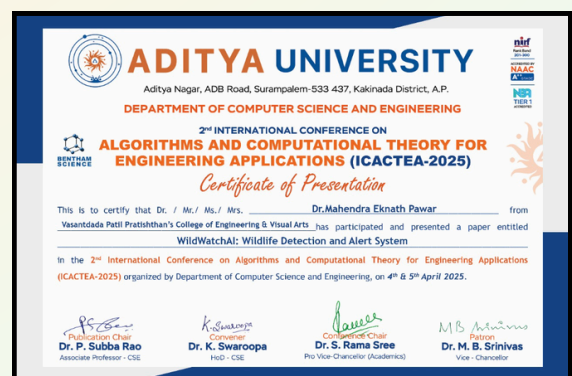 ADITYA UNIVERSITY
Aditya Nagar, ADB Road, Surampalem-533 437, Kakinada District, A.P.
DEPARTMENT OF COMPUTER SCIENCE AND ENGINEERING
nirf
NAAC
NBA
TIER 1
BENTHAM
SCIENCE
2nd INTERNATIONAL CONFERENCE ON
ALGORITHMS AND COMPUTATIONAL THEORY FOR
ENGINEERING APPLICATIONS (ICACTEA-2025)
Certificate of Presentation
This is to certify that Dr. / Mr./ Ms./ Mrs. Dr.Mahendra Eknath Pawar from
Vasantdada Patil Pratishthan's College of Engineering & Visual Arts has participated and presented a paper entitled
WildWatchAI: Wildlife Detection and Alert System
in the 2nd International Conference on Algorithms and Computational Theory for Engineering Applications
(ICACTEA-2025) organized by Department of Computer Science and Engineering, on 4th & 5th April 2025.
K. Swaroopa
Publication Chair
Dr. P. Subba Rao
Associate Professor - CSE
Convener
Dr. K. Swaroopa
HoD - CSE
Conference Chair
Dr. S. Rama Sree
Pro Vice-Chancellor (Academics)
Patron
Dr. M. B. Srinivas
Vice - Chancellor